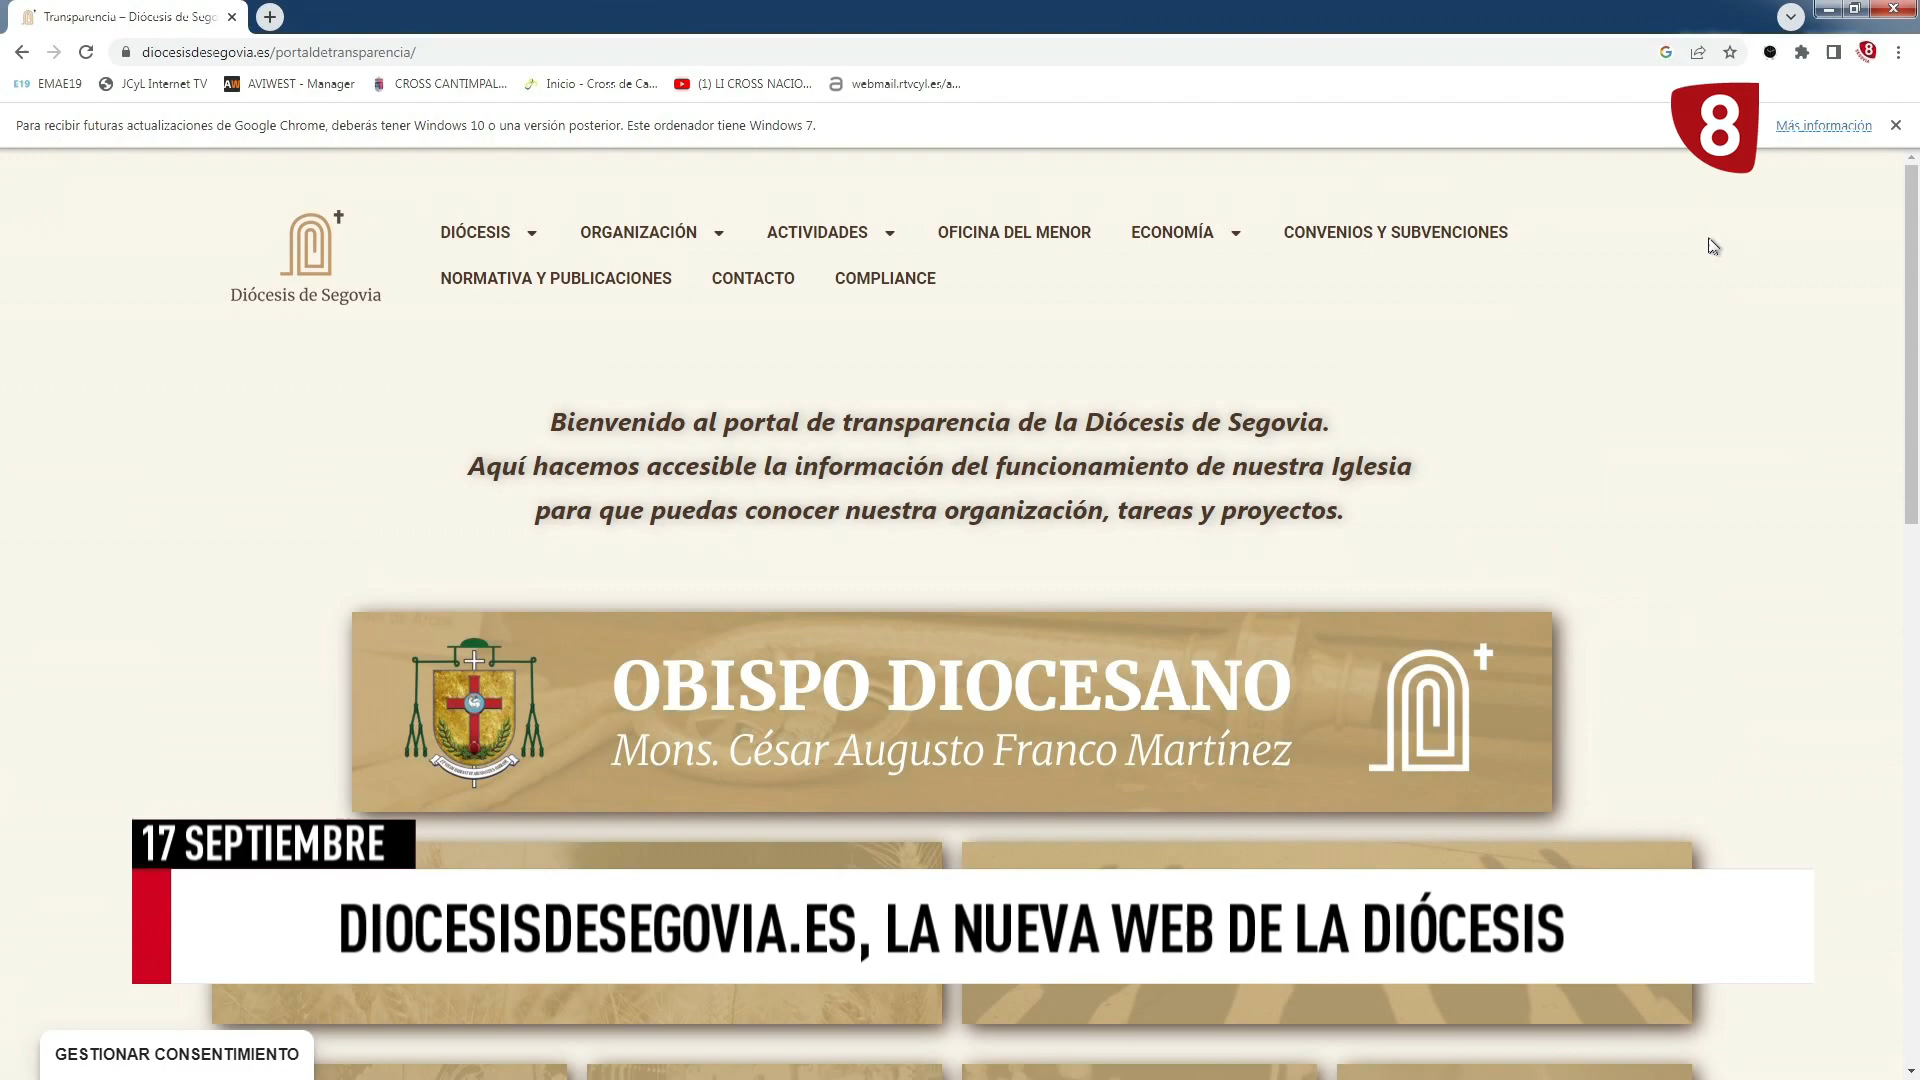 Transparencia – Diócesis de Sego
diocesisdesegovia.es/portaldetransparencia/
E19 EMAE19
JCyL Internet TV
AW AVIWEST - Manager
CROSS CANTIMPAL...
Inicio - Cross de Ca...
(1) LI CROSS NACIO...
webmail.rtvcyl.es/a...
Para recibir futuras actualizaciones de Google Chrome, deberás tener Windows 10 o una versión posterior. Este ordenador tiene Windows 7.
8
Más información
DIÓCESIS
ORGANIZACIÓN
ACTIVIDADES
OFICINA DEL MENOR
ECONOMÍA
CONVENIOS Y SUBVENCIONES
NORMATIVA Y PUBLICACIONES
CONTACTO
COMPLIANCE
Diócesis de Segovia
Bienvenido al portal de transparencia de la Diócesis de Segovia.
Aquí hacemos accesible la información del funcionamiento de nuestra Iglesia
para que puedas conocer nuestra organización, tareas y proyectos.
OBISPO DIOCESANO
Mons. César Augusto Franco Martínez
17 SEPTIEMBRE
DIOCESISDESEGOVIA.ES, LA NUEVA WEB DE LA DIÓCESIS
GESTIONAR CONSENTIMIENTO